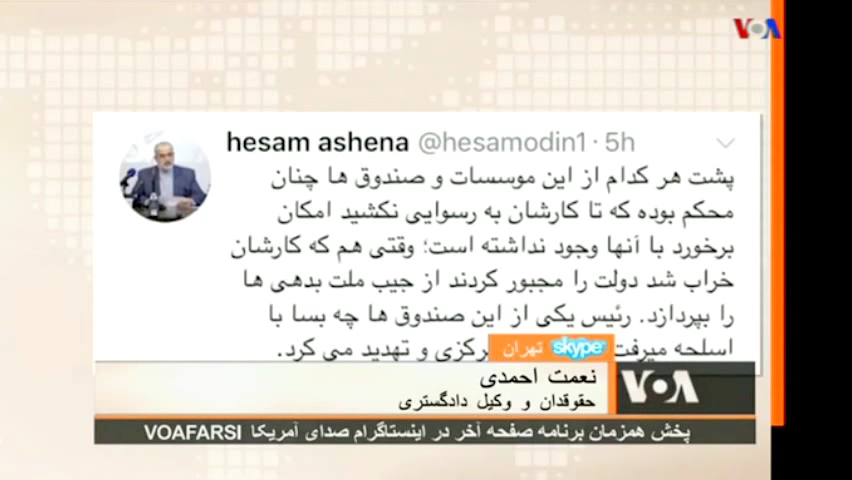 VOA
hesam ashena @hesamodin1 · 5h
پشت هر کدام از این موسسات و صندوق ها چنان
محکم بوده که تا کارشان به رسوایی نکشید امکان
برخورد با آنها وجود نداشته است؛ وقتی هم که کارشان
خراب شد دولت را مجبور کردند از جیب ملت بدهی ها
را بپردازد. رئیس یکی از این صندوق ها چه بسا با
اسلحه میرفت رکزی و تهدید می کرد.
skype تهران
نعمت احمدی
حقوقدان و وکیل دادگستری
VOA
پخش همزمان برنامه صفحه آخر در اینستاگرام صدای آمریکا VOAFARSI